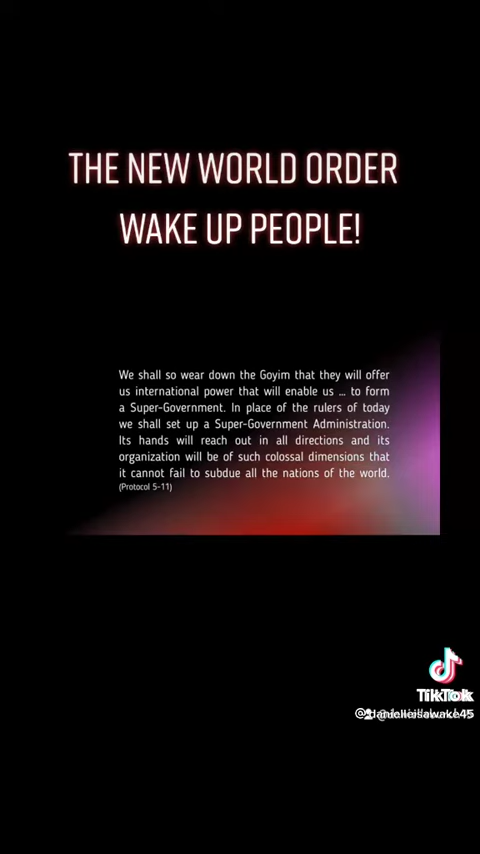 THE NEW WORLD ORDER
WAKE UP PEOPLE!
We shall so wear down the Goyim that they will offer
us international power that will enable us ... to form
a Super-Government. In place of the rulers of today
we shall set up a Super-Government Administration.
Its hands will reach out in all directions and its
organization will be of such colossal dimensions that
it cannot fail to subdue all the nations of the world.
(Protocol 5-11)
TikTok